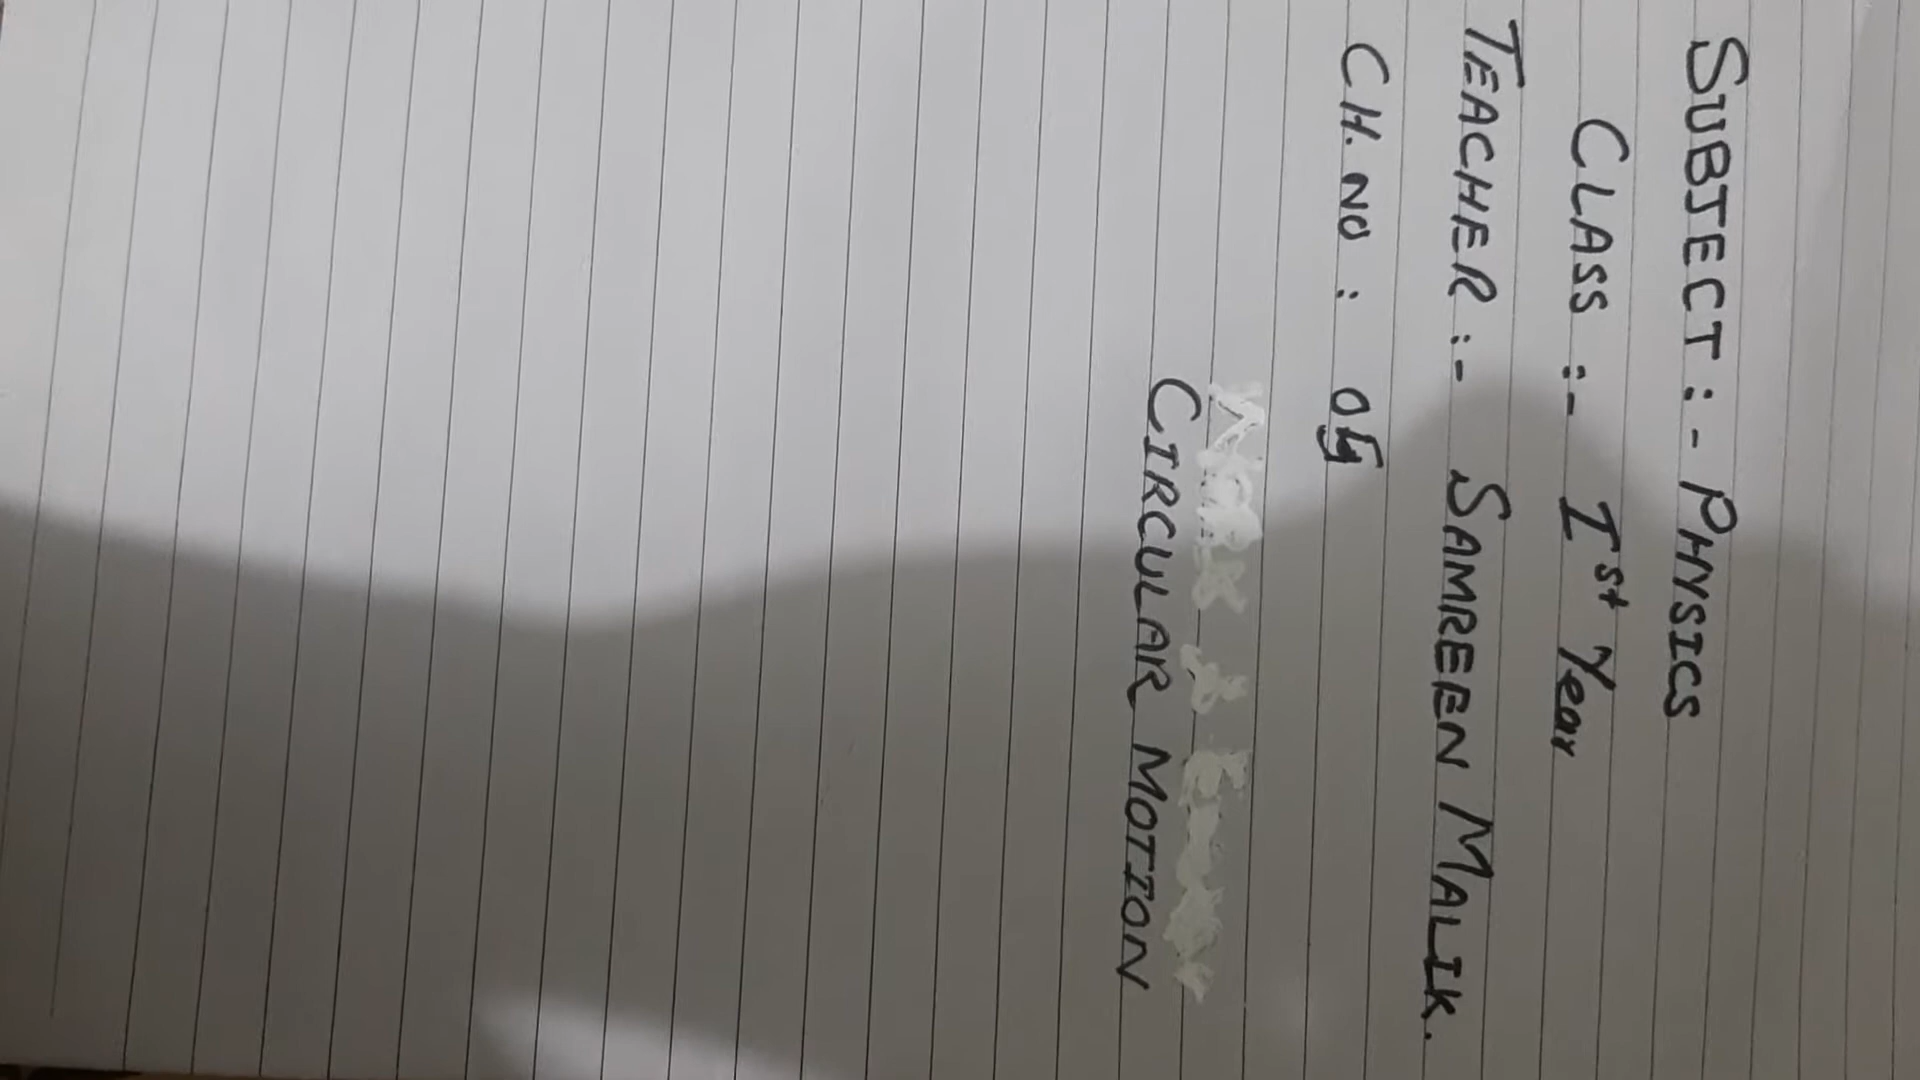 SUBJECT :- PHYSICS
CLASS :- Ist Year
TEACHER :- SAMREEN MALIK.
CH. NO : 05
CIRCULAR MOTION